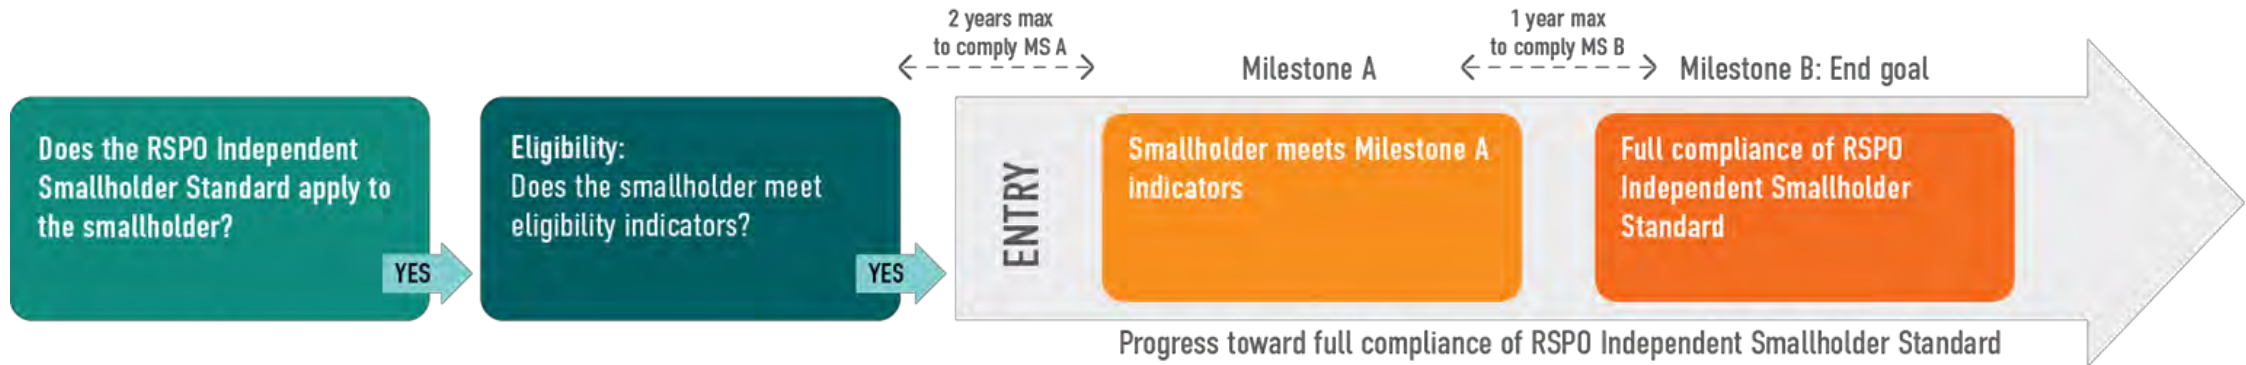 2 years max
to comply MS A
1 year max
to comply MS B
Milestone A
Milestone B: End goal
Does the RSPO Independent
Smallholder Standard apply to
the smallholder?
YES
Eligibility:
Does the smallholder meet
eligibility indicators?
YES
ENTRY
Smallholder meets Milestone A
indicators
Full compliance of RSPO
Independent Smallholder
Standard
Progress toward full compliance of RSPO Independent Smallholder Standard